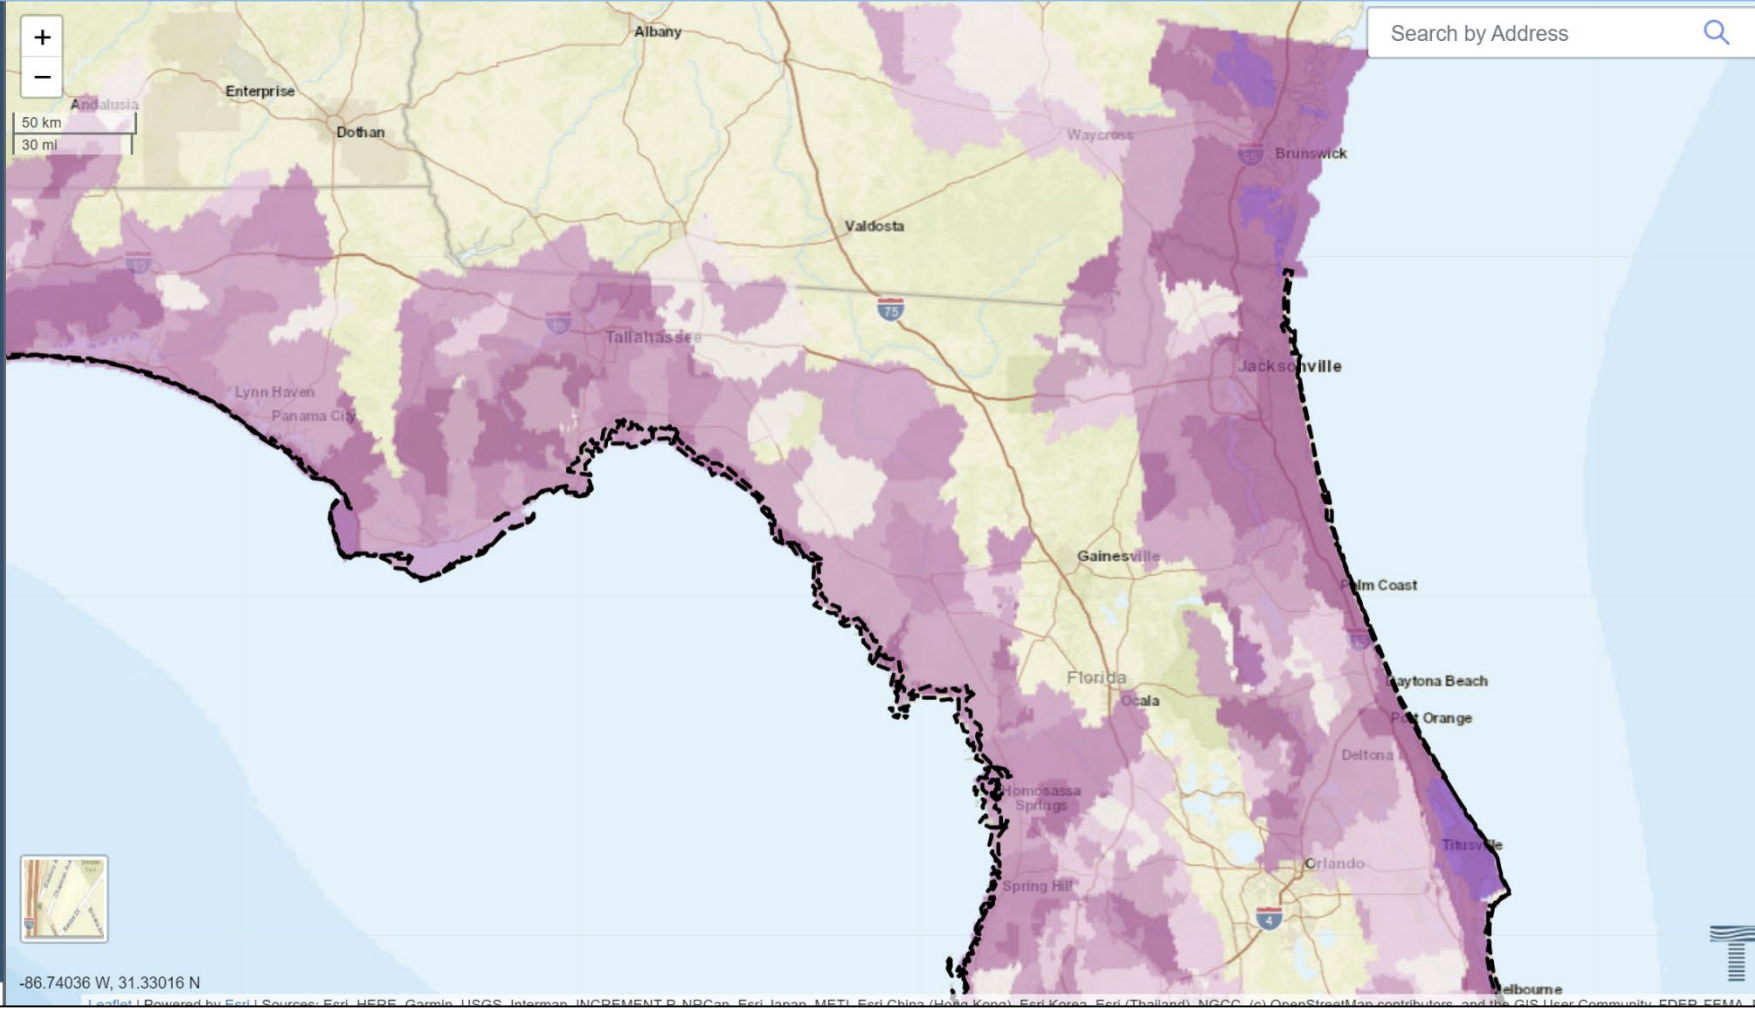 +
Search by Address
Albany
−
Enterprise
Andalusia
50 km
Dothan
Waycross
30 mi
95
Brunswick
Valdosta
10
75
10
Tallahassee
Jacksonville
Lynn Haven
Panama City
Gainesville
Palm Coast
95
Florida
Daytona Beach
Ocala
Port Orange
Deltona
Homosassa
Springs
Titusville
Orlando
Spring Hill
4
-86.74036 W, 31.33016 N
elbourne
Leaflet | Powered by Esri | Sources: Esri, HERE, Garmin, USGS, Intermap, INCREMENT P, NRCan, Esri Japan, METI, Esri China (Hong Kong), Esri Korea, Esri (Thailand), NGCC, (c) OpenStreetMap contributors, and the GIS User Community, FDEP, FEMA,